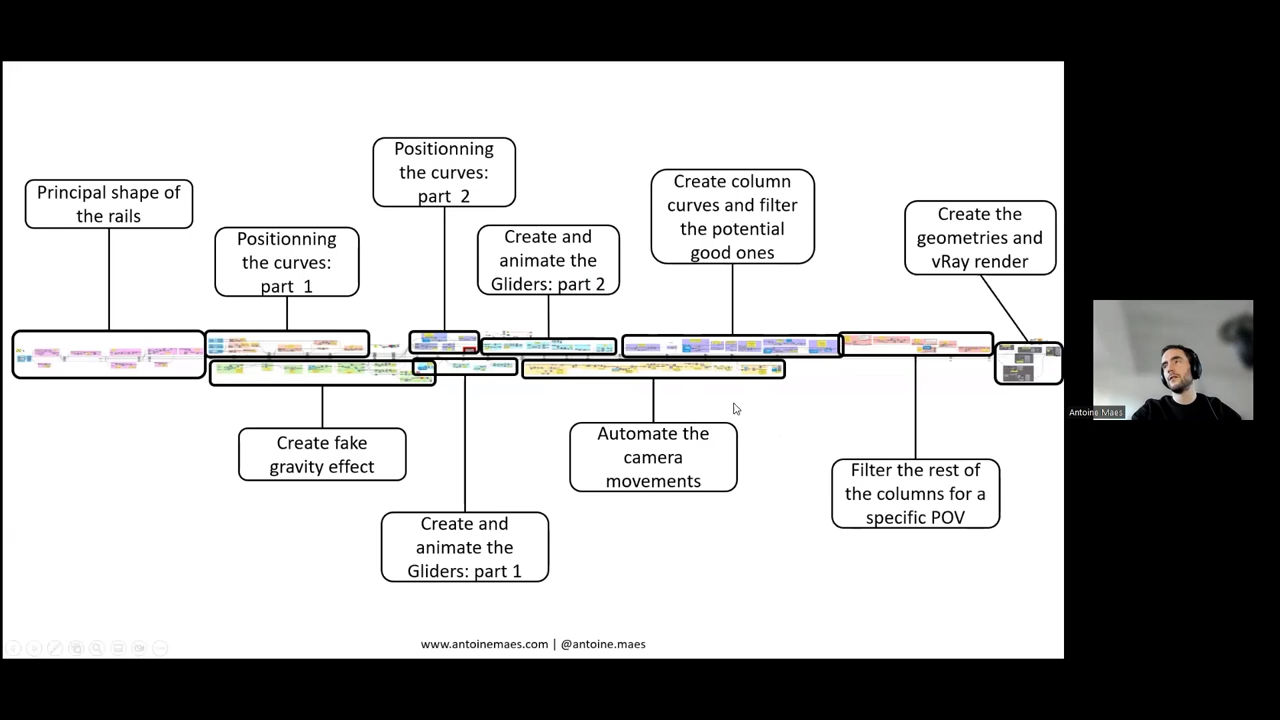 Positionning
the curves:
part 2
Principal shape of
the rails
Positionning
the curves:
part 1
Create and
animate the
Gliders: part 2
Create column
curves and filter
the potential
good ones
Create the
geometries and
vRay render
Create fake
gravity effect
Create and
animate the
Gliders: part 1
Automate the
camera
movements
Filter the rest of
the columns for a
specific POV
Antoine Maes
www.antoinemaes.com | @antoine.maes